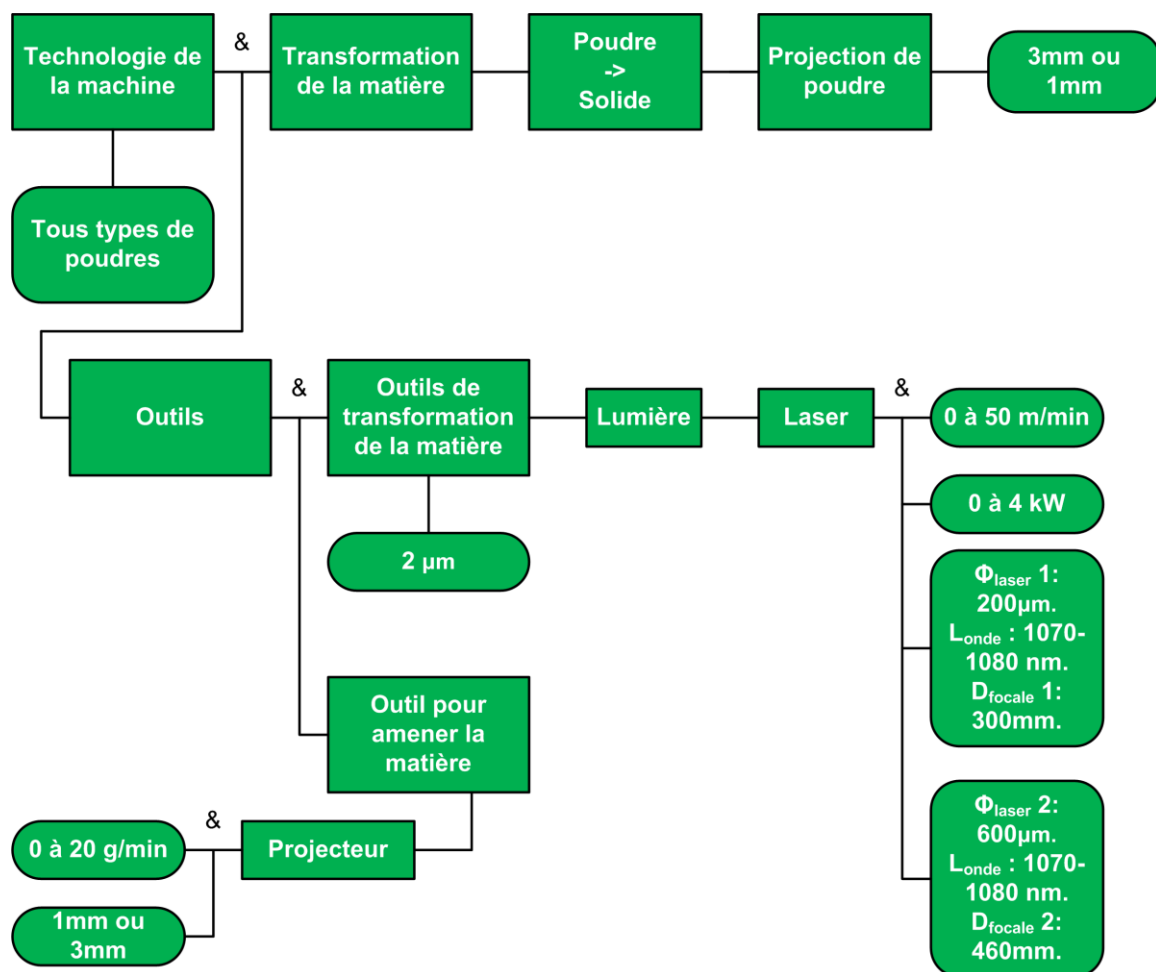 Technologie de
la machine
&
Transformation
de la matière
Poudre
->
Solide
Projection de
poudre
3mm ou
1mm
Tous types de
poudres
Outils
&
Outils de
transformation
de la matière
Lumière
Laser
&
0 à 50 m/min
0 à 4 kW
2 µm
Φlaser 1:
200µm.
Londe : 1070-
1080 nm.
Dfocale 1:
300mm.
Outil pour
amener la
matière
Φlaser 2:
600µm.
Londe : 1070-
1080 nm.
Dfocale 2:
460mm.
0 à 20 g/min
&
Projecteur
1mm ou
3mm